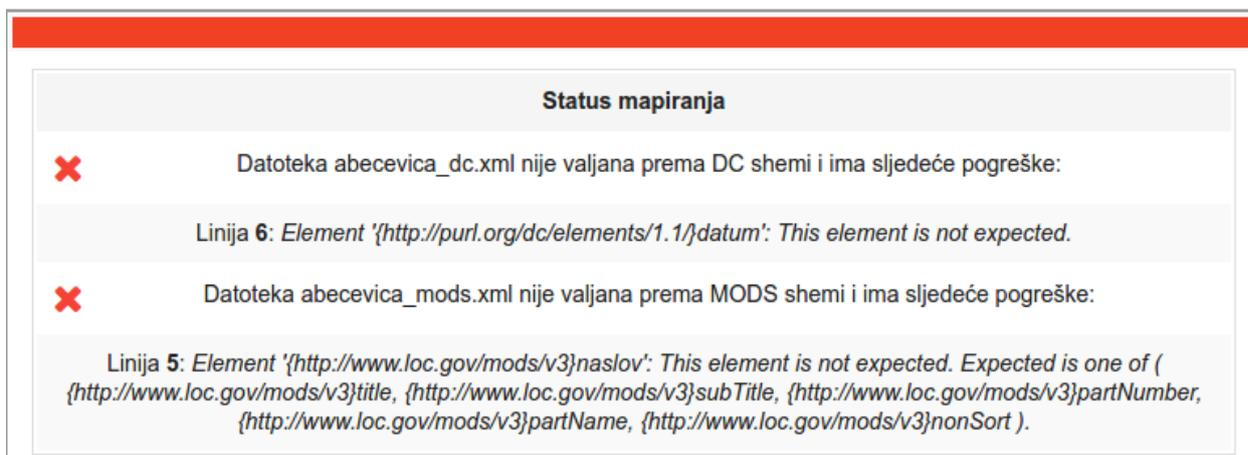 Status mapiranja
Datoteka abecevica_dc.xml nije valjana prema DC shemi i ima sljedeće pogreške:
Linija 6: Element '{http://purl.org/dc/elements/1.1/}datum': This element is not expected.
Datoteka abecevica_mods.xml nije valjana prema MODS shemi i ima sljedeće pogreške:
Linija 5: Element '{http://www.loc.gov/mods/v3}naslov': This element is not expected. Expected is one of (
{http://www.loc.gov/mods/v3}title, {http://www.loc.gov/mods/v3}subTitle, {http://www.loc.gov/mods/v3}partNumber,
{http://www.loc.gov/mods/v3}partName, {http://www.loc.gov/mods/v3}nonSort ).